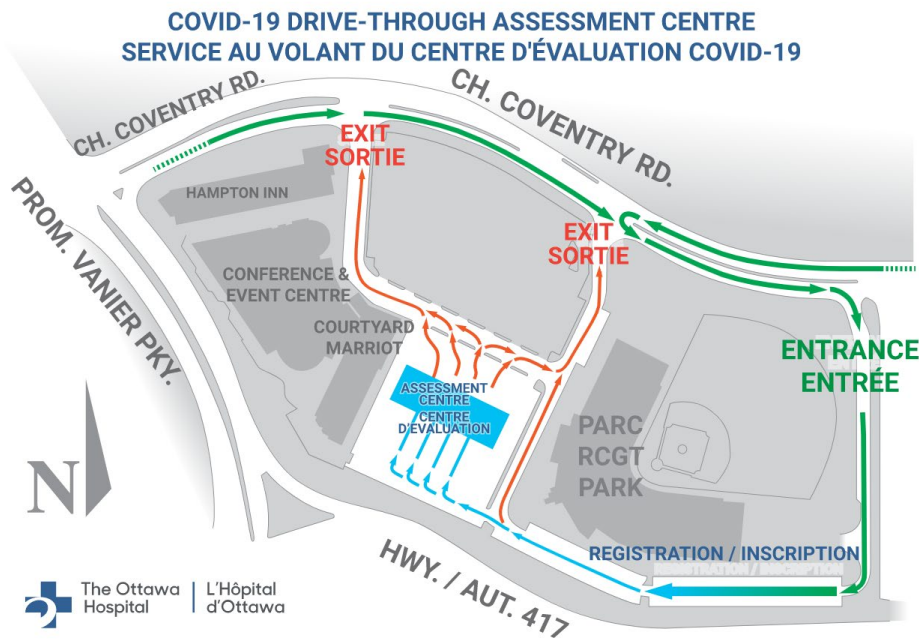 COVID-19 DRIVE-THROUGH ASSESSMENT CENTRE
SERVICE AU VOLANT DU CENTRE D'ÉVALUATION COVID-19
CH. COVENTRY RD.
CH. COVENTRY RD.
EXIT
SORTIE
HAMPTON INN
PROM. VANIER PKY.
EXIT
SORTIE
CONFERENCE &
EVENT CENTRE
COURTYARD
MARRIOT
ENTRANCE
ENTRÉE
ASSESSMENT
CENTRE
CENTRE
D'ÉVALUATION
PARC
RCGT
PARK
N
REGISTRATION / INSCRIPTION
REGISTRATION / INSCRIPTION
HWY. / AUT. 417
The Ottawa
Hospital
L'Hôpital
d'Ottawa